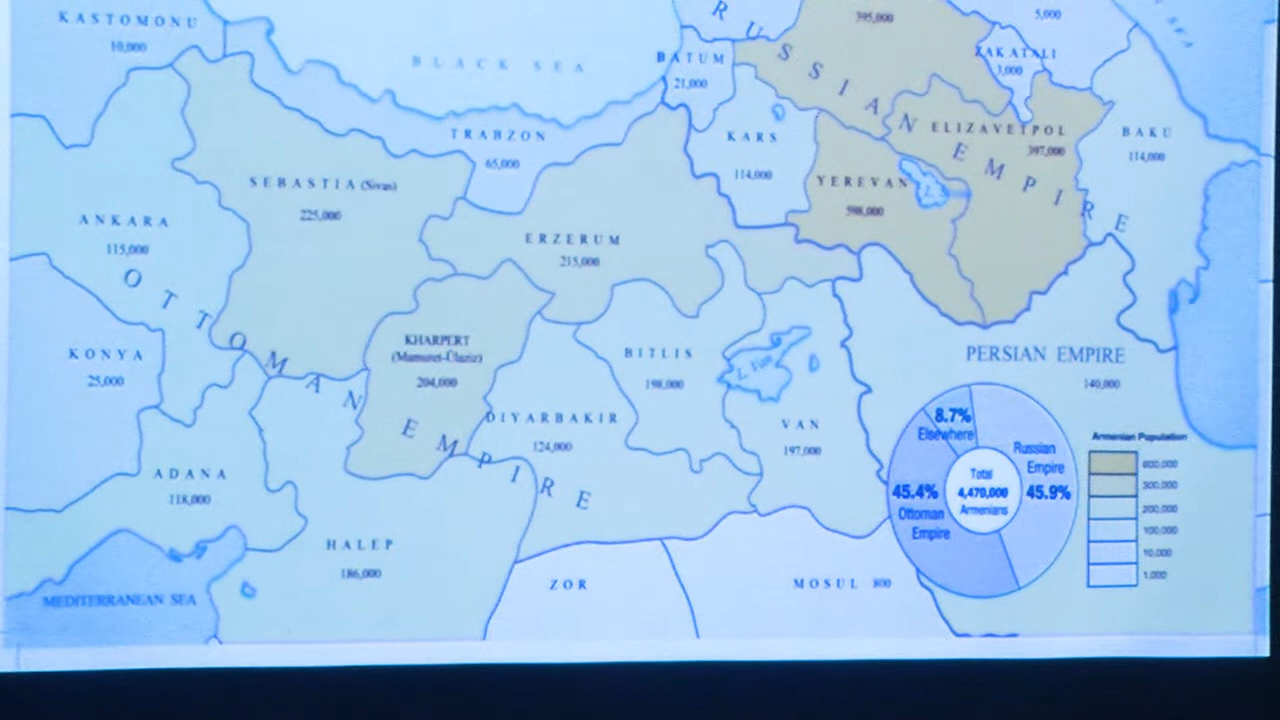 KASTOMONU
10,000
BLACK SEA
RUSSIAN EMPIRE
395,000
5,000
ZAKATALI
3,000
BATUM
21,000
TRABZON
65,000
KARS
114,000
ELIZAVETPOL
397,000
BAKU
114,000
YEREVAN
598,000
SEBASTIA (Sivas)
225,000
ANKARA
115,000
ERZERUM
215,000
OTTOMAN EMPIRE
KONYA
25,000
KHARPERT
(Mamuret-Ülaziz)
204,000
BITLIS
198,000
L. Van
DIYARBAKIR
124,000
VAN
197,000
PERSIAN EMPIRE
140,000
ADANA
118,000
HALEP
186,000
MEDITERRANEAN SEA
ZOR
MOSUL 800
8.7%
Elsewhere
Russian
Empire
45.9%
Total
4,470,000
Armenians
45.4%
Ottoman
Empire
Armenian Population
600,000
300,000
200,000
100,000
10,000
1,000